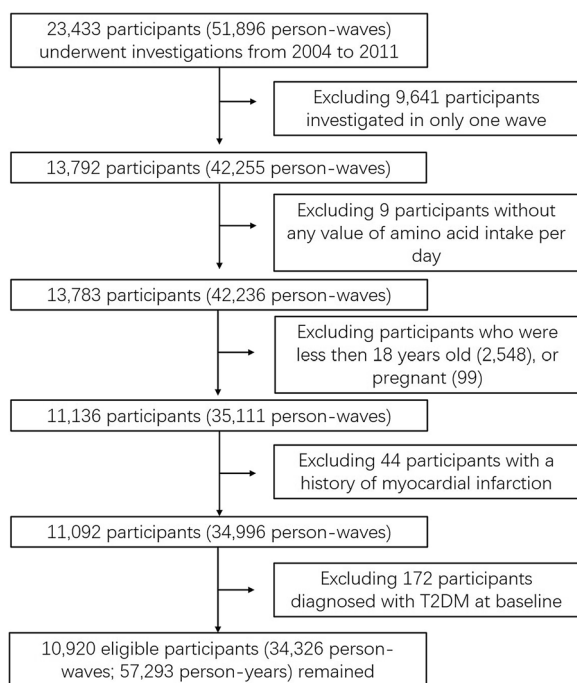 23,433 participants (51,896 person-waves)
underwent investigations from 2004 to 2011
Excluding 9,641 participants
investigated in only one wave
13,792 participants (42,255 person-waves)
Excluding 9 participants without
any value of amino acid intake per
day
13,783 participants (42,236 person-waves)
Excluding participants who were
less then 18 years old (2,548), or
pregnant (99)
11,136 participants (35,111 person-waves)
Excluding 44 participants with a
history of myocardial infarction
11,092 participants (34,996 person-waves)
Excluding 172 participants
diagnosed with T2DM at baseline
10,920 eligible participants (34,326 person-
waves; 57,293 person-years) remained